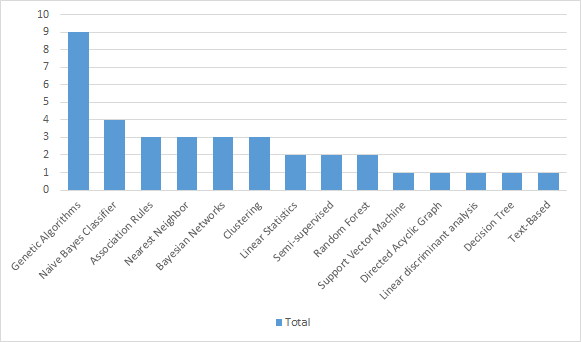 10
9
8
7
6
5
4
3
2
1
0
Genetic Algorithms
Naive Bayes Classifier
Association Rules
Nearest Neighbor
Bayesian Networks
Clustering
Linear Statistics
Semi-supervised
Random Forest
Support Vector Machine
Directed Acyclic Graph
Linear discriminant analysis
Decision Tree
Text-Based
Total